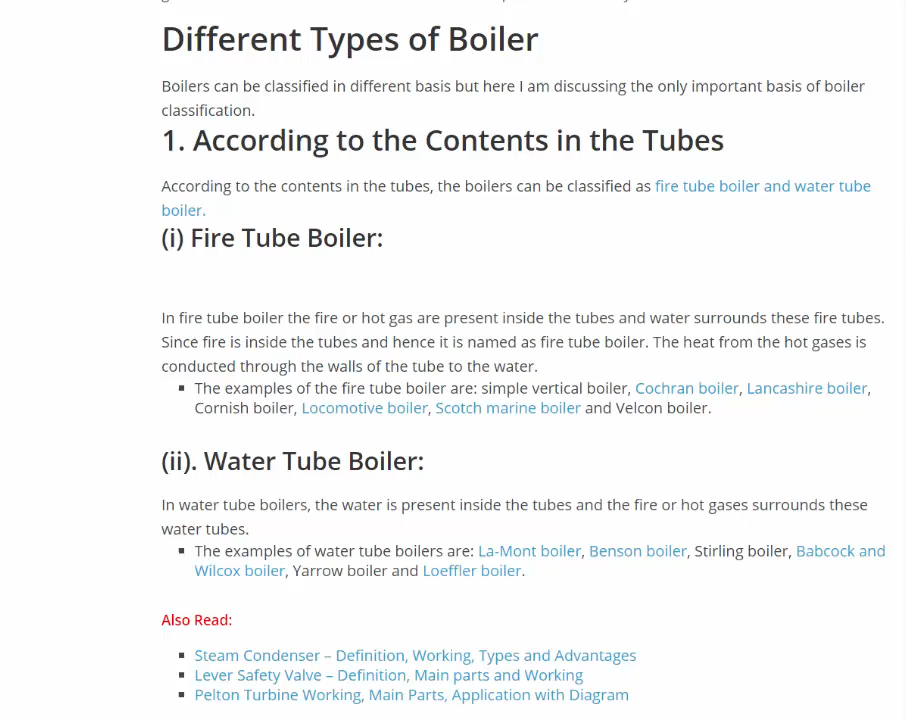 Different Types of Boiler
Boilers can be classified in different basis but here I am discussing the only important basis of boiler
classification.
1. According to the Contents in the Tubes
According to the contents in the tubes, the boilers can be classified as fire tube boiler and water tube
boiler.
(i) Fire Tube Boiler:
In fire tube boiler the fire or hot gas are present inside the tubes and water surrounds these fire tubes.
Since fire is inside the tubes and hence it is named as fire tube boiler. The heat from the hot gases is
conducted through the walls of the tube to the water.
▪ The examples of the fire tube boiler are: simple vertical boiler, Cochran boiler, Lancashire boiler,
Cornish boiler, Locomotive boiler, Scotch marine boiler and Velcon boiler.
(ii). Water Tube Boiler:
In water tube boilers, the water is present inside the tubes and the fire or hot gases surrounds these
water tubes.
▪ The examples of water tube boilers are: La-Mont boiler, Benson boiler, Stirling boiler, Babcock and
Wilcox boiler, Yarrow boiler and Loeffler boiler.
Also Read:
▪ Steam Condenser – Definition, Working, Types and Advantages
▪ Lever Safety Valve – Definition, Main parts and Working
▪ Pelton Turbine Working, Main Parts, Application with Diagram